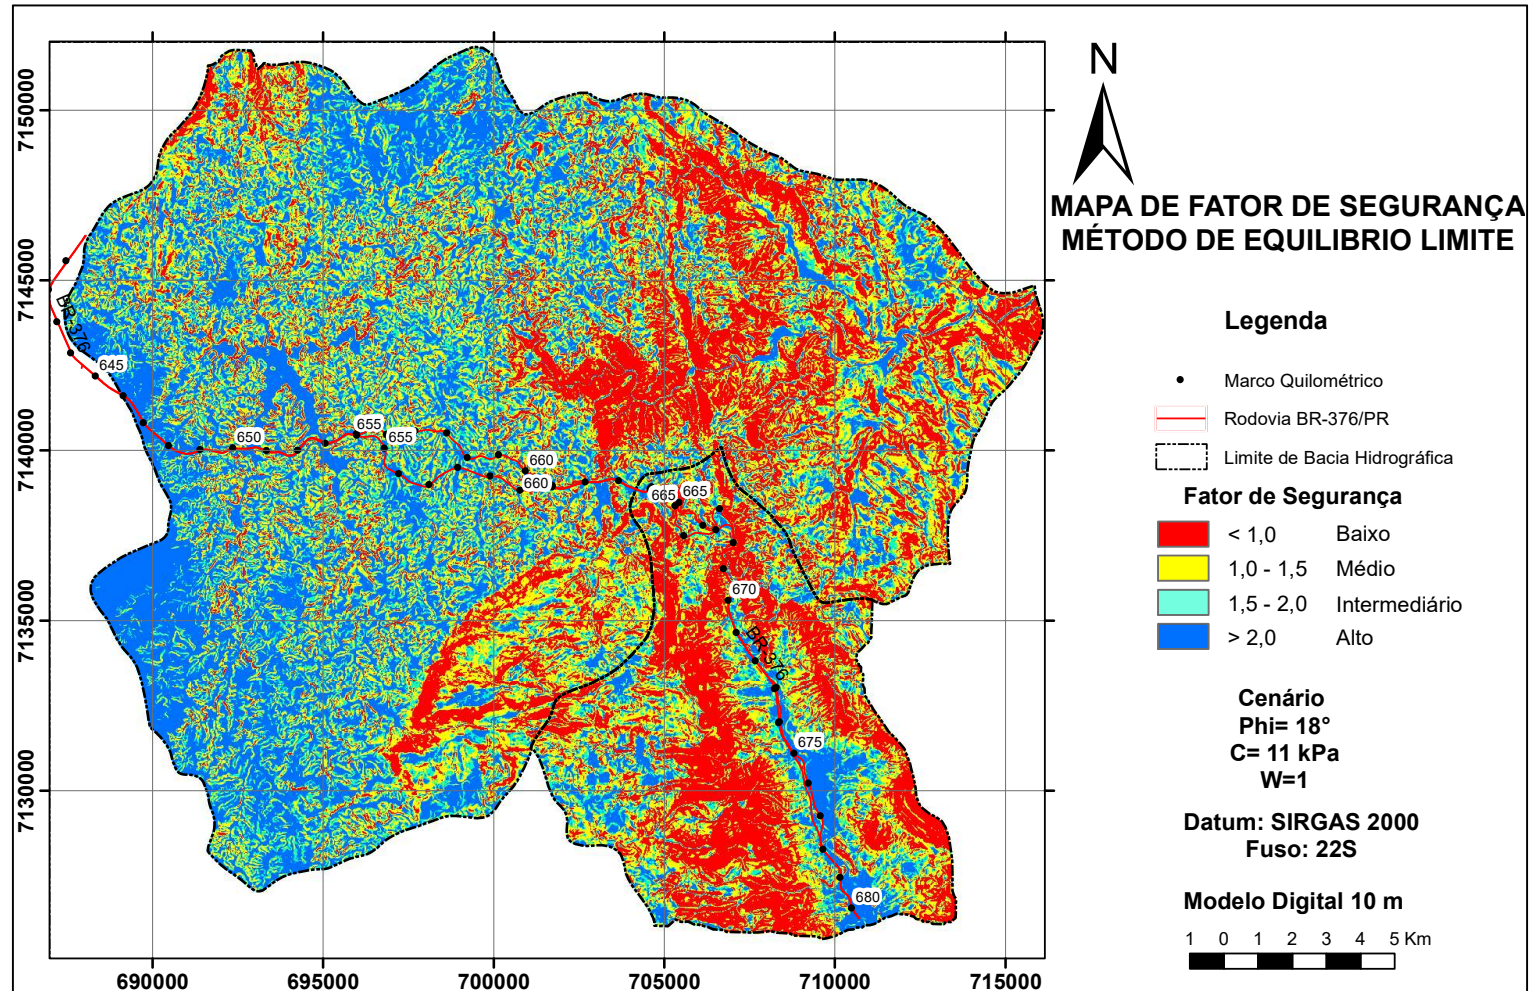 N
MAPA DE FATOR DE SEGURANÇA
MÉTODO DE EQUILIBRIO LIMITE
Legenda
Marco Quilométrico
Rodovia BR-376/PR
Limite de Bacia Hidrográfica
Fator de Segurança
< 1,0 Baixo
1,0 - 1,5 Médio
1,5 - 2,0 Intermediário
> 2,0 Alto
Cenário
Phi= 18°
C= 11 kPa
W=1
Datum: SIRGAS 2000
Fuso: 22S
Modelo Digital 10 m
1 0 1 2 3 4 5 Km
7150000
7145000
7140000
7135000
7130000
690000 695000 700000 705000 710000 715000
BR-376
645
650
655
655
660
660
665
665
670
BR-376
675
680